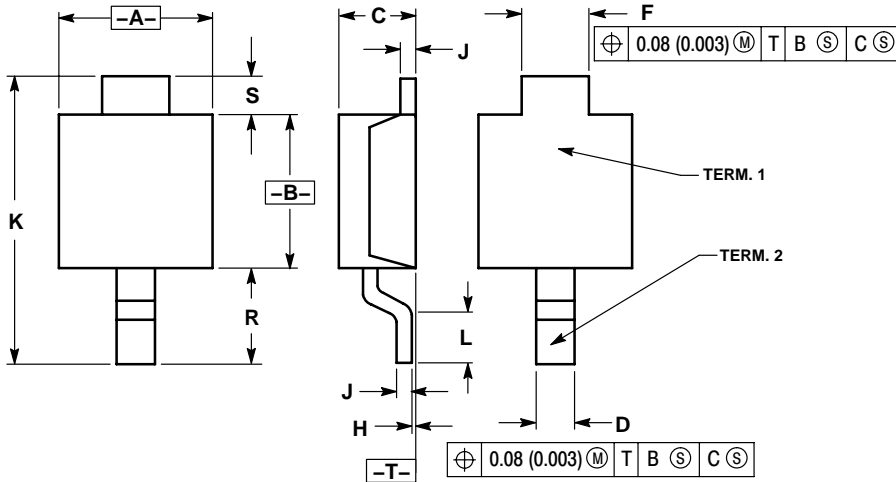 –A–
C
F
⌖ 0.08 (0.003) Ⓜ T B Ⓢ C Ⓢ
J
S
K
–B–
TERM. 1
TERM. 2
R
L
J
D
H
⌖ 0.08 (0.003) Ⓜ T B Ⓢ C Ⓢ
–T–